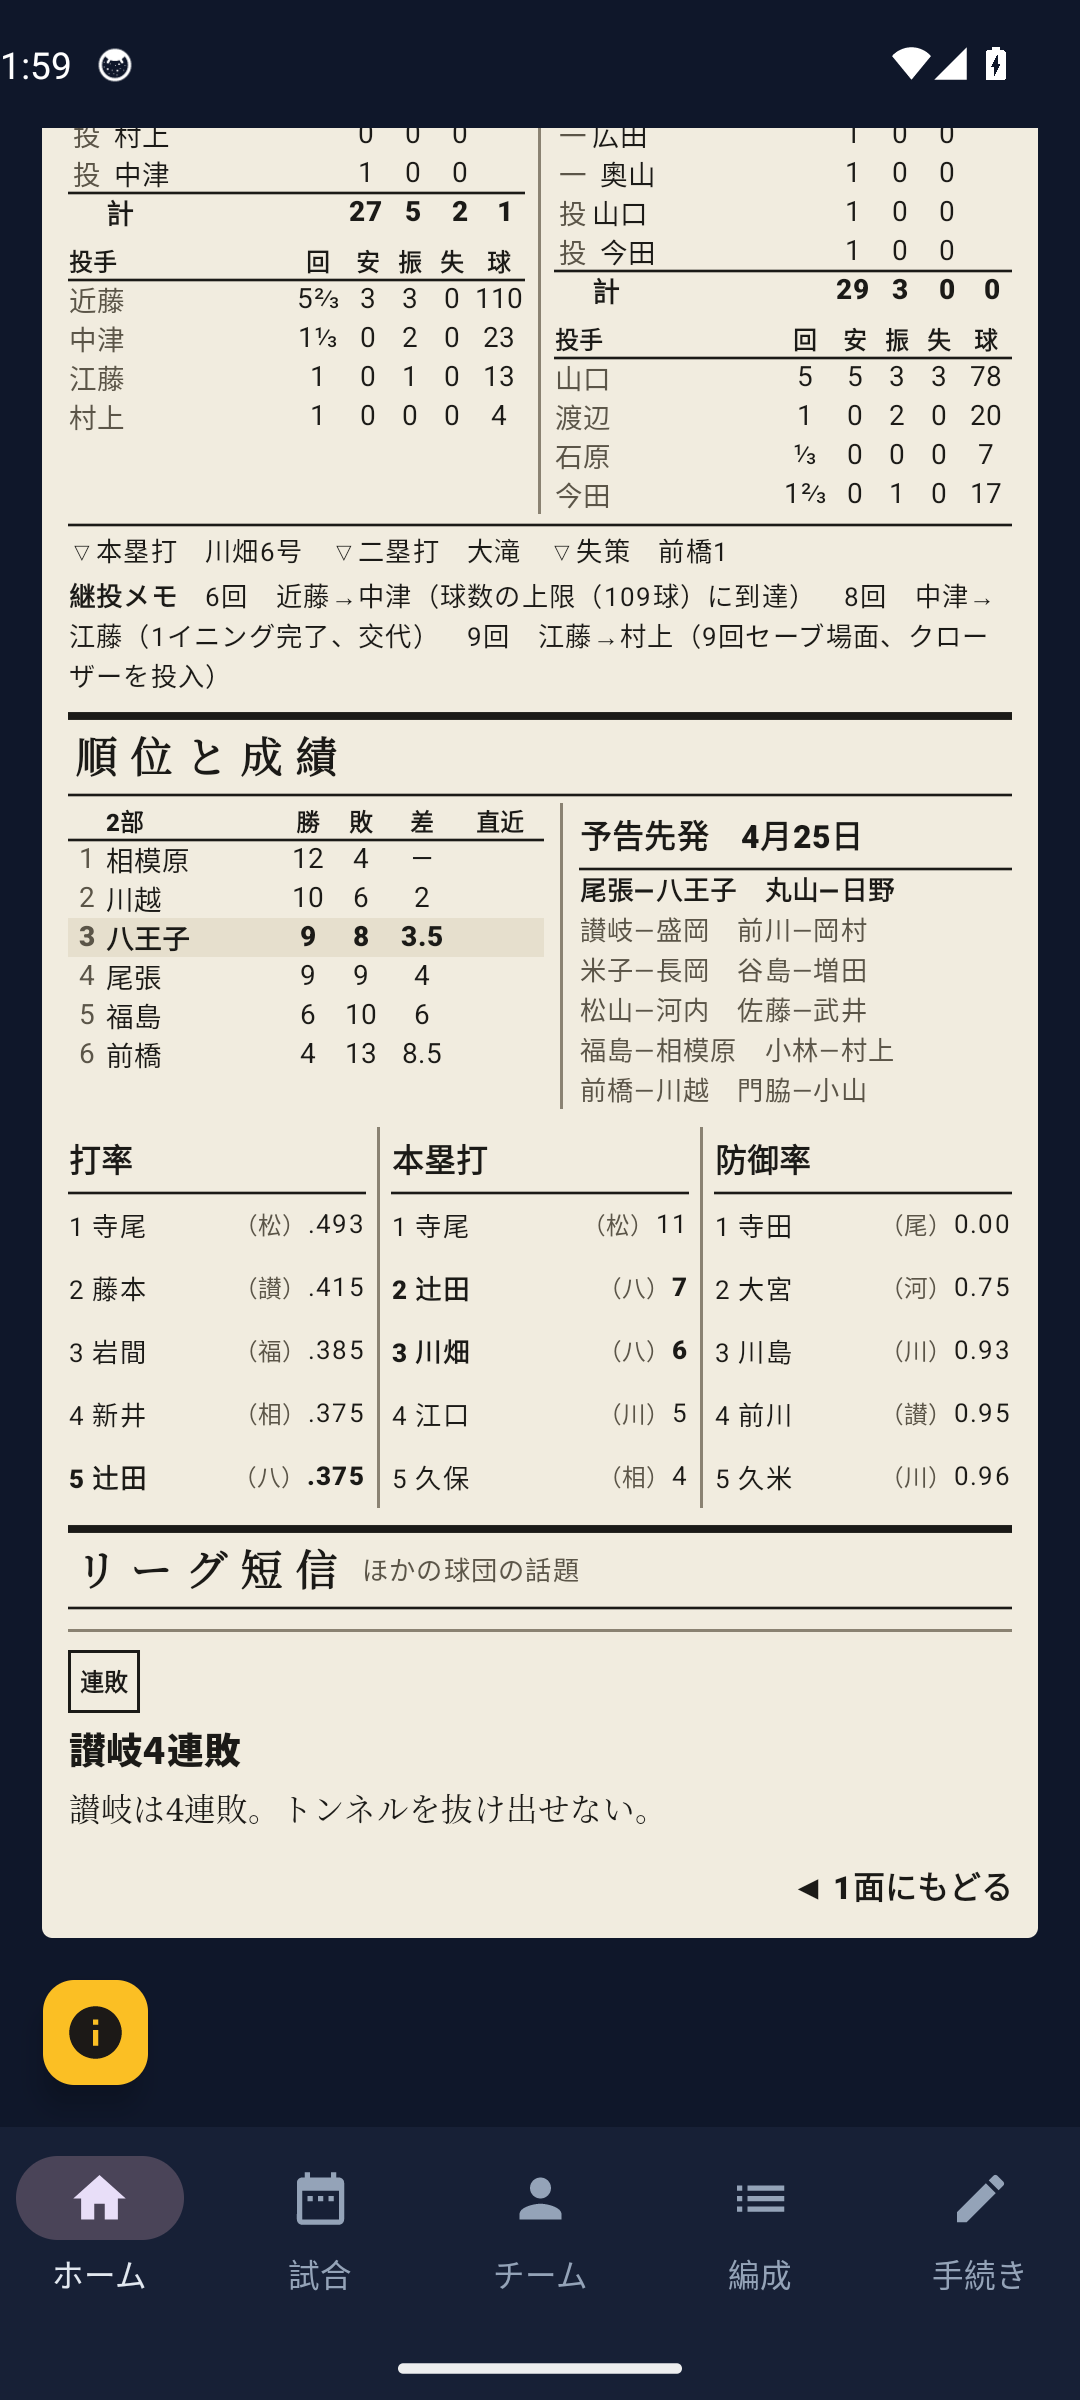 1:59
投 村上 0 0 0
投 中津 1 0 0
計 27 5 2 1
投手 回 安 振 失 球
近藤 5⅔ 3 3 0 110
中津 1⅓ 0 2 0 23
江藤 1 0 1 0 13
村上 1 0 0 0 4
一 広田 1 0 0
一 奥山 1 0 0
投 山口 1 0 0
投 今田 1 0 0
計 29 3 0 0
投手 回 安 振 失 球
山口 5 5 3 3 78
渡辺 1 0 2 0 20
石原 ⅓ 0 0 0 7
今田 1⅔ 0 1 0 17
▽本塁打 川畑6号 ▽二塁打 大滝 ▽失策 前橋1
継投メモ 6回 近藤→中津（球数の上限（109球）に到達） 8回 中津→
江藤（1イニング完了、交代） 9回 江藤→村上（9回セーブ場面、クロー
ザーを投入）
順位と成績
2部 勝 敗 差 直近
1 相模原 12 4 ー
2 川越 10 6 2
3 八王子 9 8 3.5
4 尾張 9 9 4
5 福島 6 10 6
6 前橋 4 13 8.5
予告先発 4月25日
尾張ー八王子 丸山ー日野
讃岐ー盛岡 前川ー岡村
米子ー長岡 谷島ー増田
松山ー河内 佐藤ー武井
福島ー相模原 小林ー村上
前橋ー川越 門脇ー小山
打率
1 寺尾 （松） .493
2 藤本 （讃） .415
3 岩間 （福） .385
4 新井 （相） .375
5 辻田 （八） .375
本塁打
1 寺尾 （松） 11
2 辻田 （八） 7
3 川畑 （八） 6
4 江口 （川） 5
5 久保 （相） 4
防御率
1 寺田 （尾） 0.00
2 大宮 （河） 0.75
3 川島 （川） 0.93
4 前川 （讃） 0.95
5 久米 （川） 0.96
リーグ短信 ほかの球団の話題
連敗
讃岐4連敗
讃岐は4連敗。トンネルを抜け出せない。
◀ 1面にもどる
ホーム 試合 チーム 編成 手続き